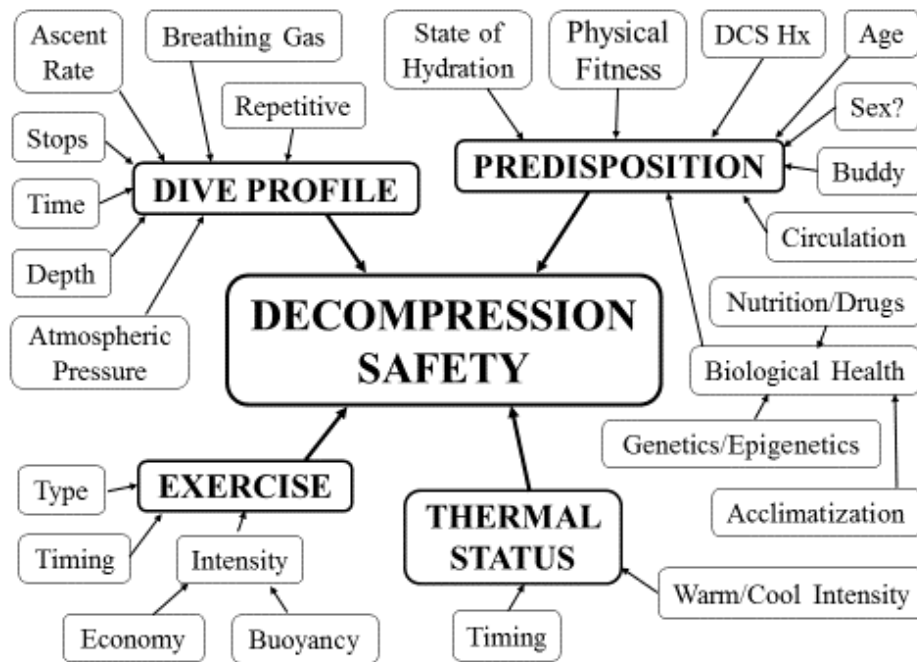 Ascent
Rate
Breathing Gas
State of
Hydration
Physical
Fitness
DCS Hx
Age
Repetitive
Sex?
Stops
DIVE PROFILE
PREDISPOSITION
Buddy
Time
Circulation
Depth
DECOMPRESSION
SAFETY
Nutrition/Drugs
Atmospheric
Pressure
Biological Health
Genetics/Epigenetics
Type
EXERCISE
THERMAL
STATUS
Acclimatization
Timing
Intensity
Warm/Cool Intensity
Economy
Buoyancy
Timing